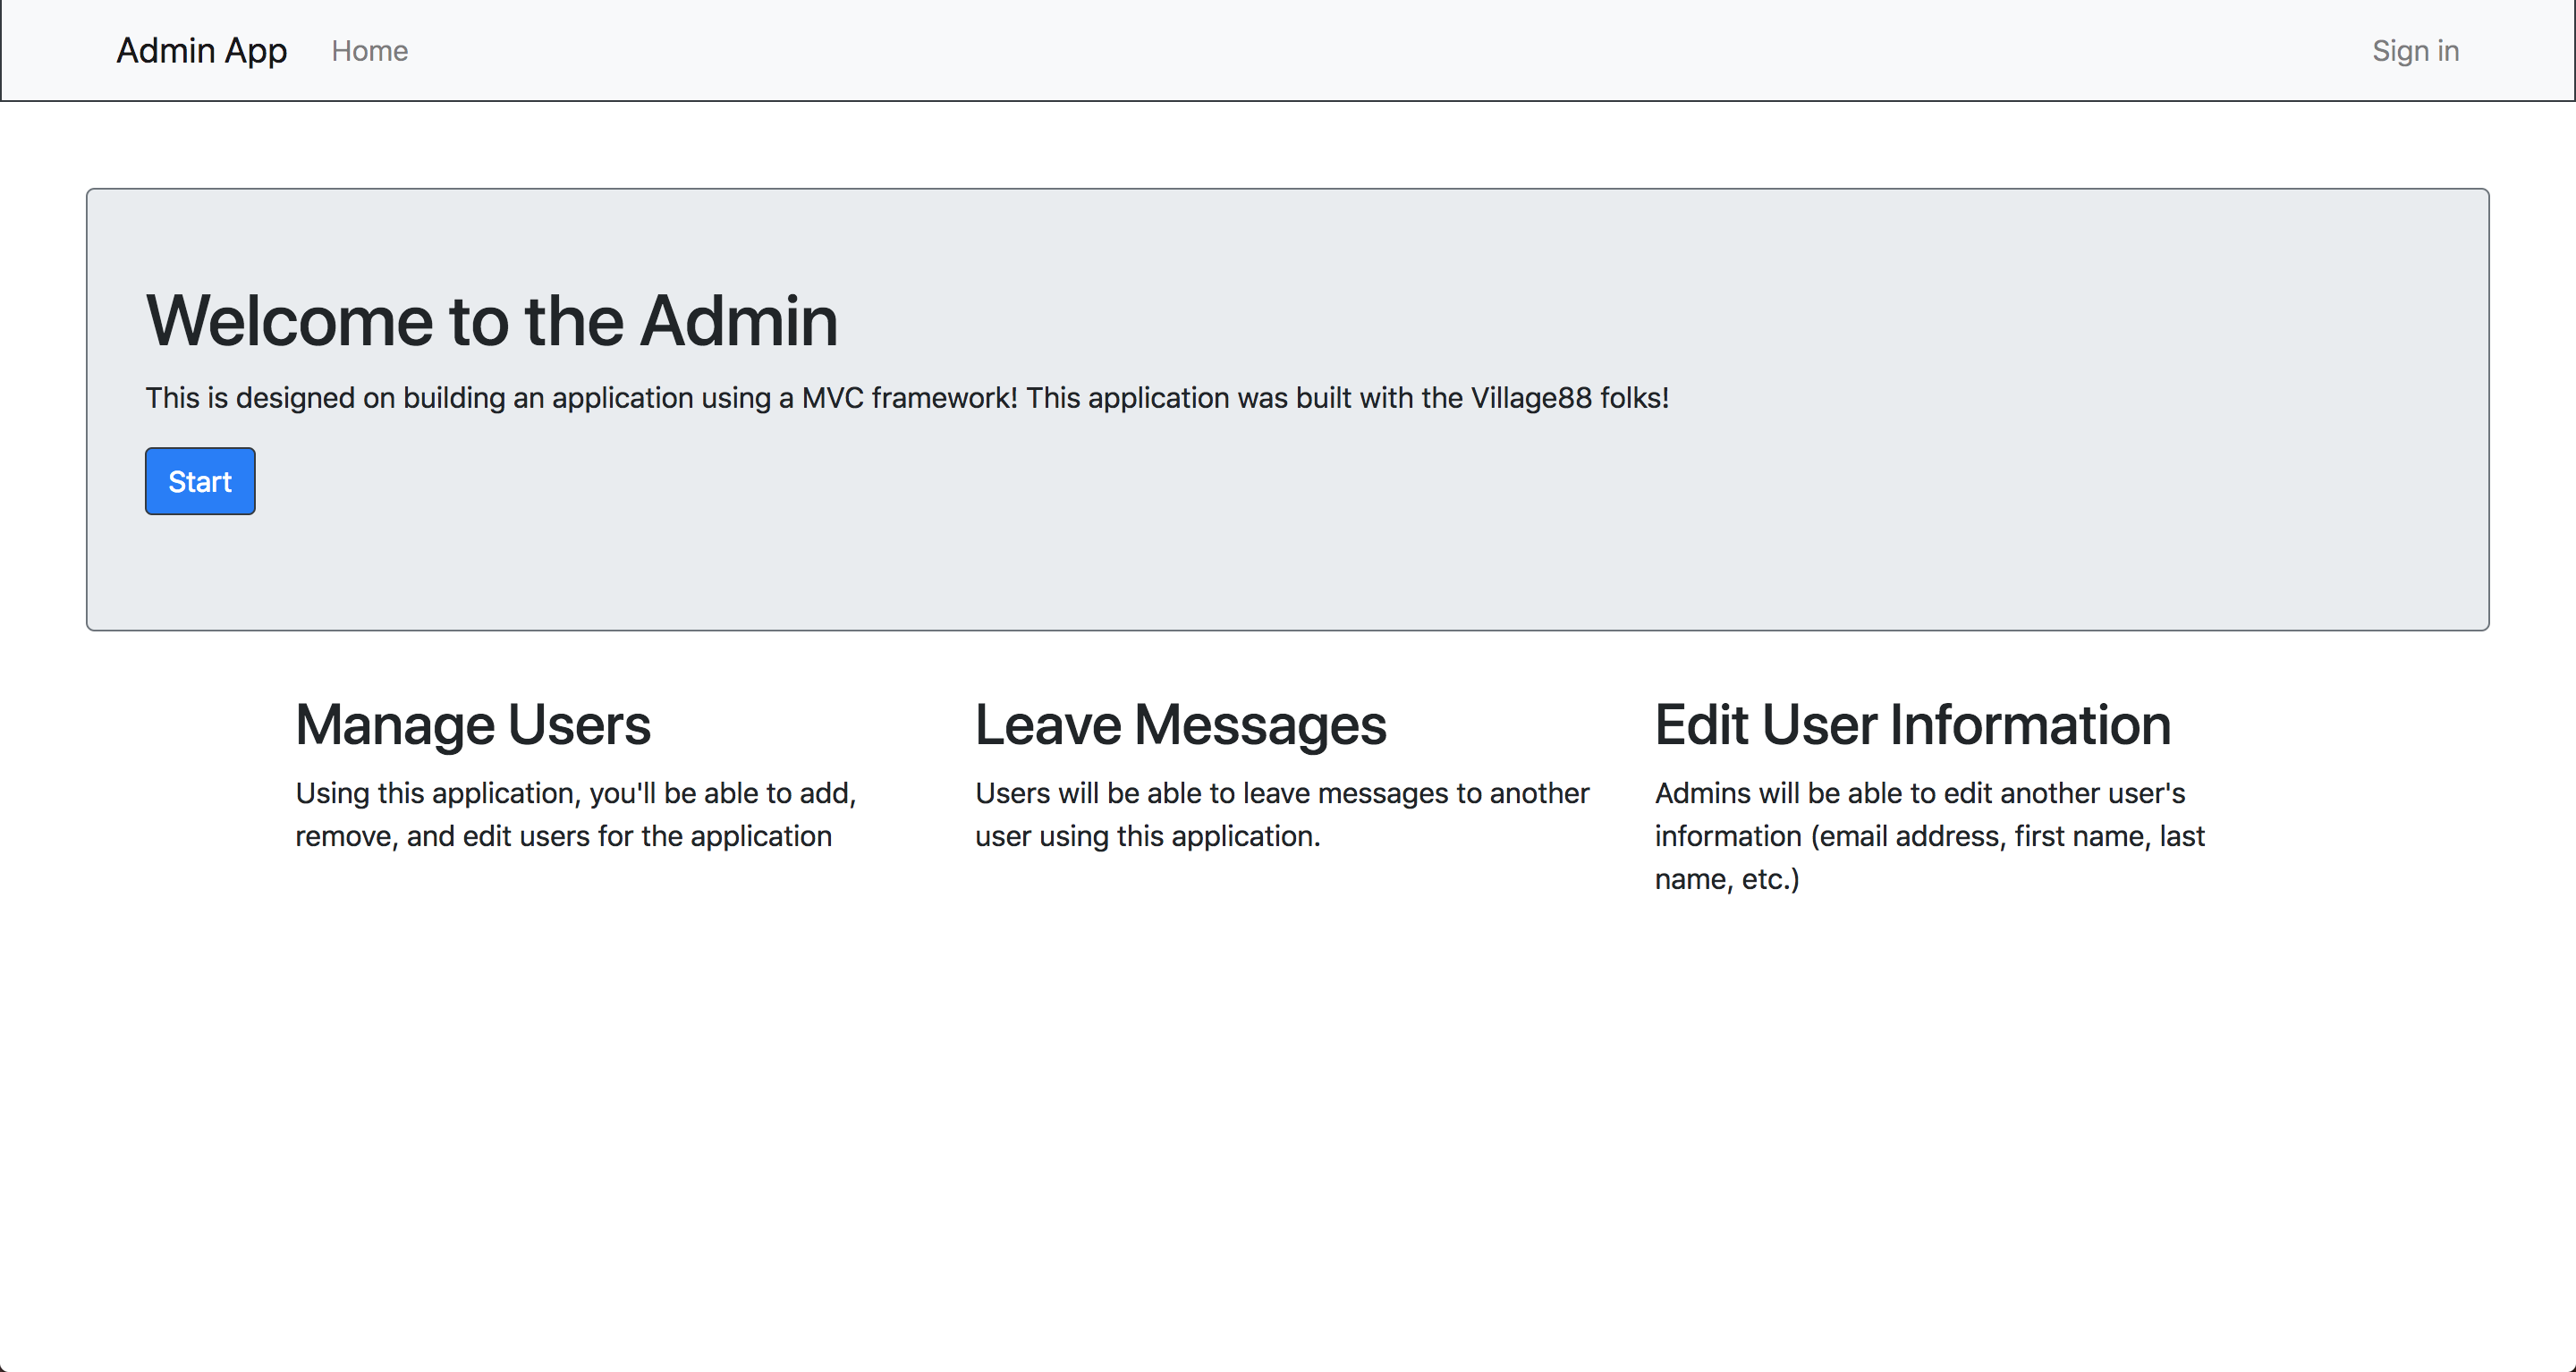 Admin App Home Sign in
Welcome to the Admin
This is designed on building an application using a MVC framework! This application was built with the Village88 folks!
Start
Manage Users
Using this application, you'll be able to add,
remove, and edit users for the application
Leave Messages
Users will be able to leave messages to another
user using this application.
Edit User Information
Admins will be able to edit another user's
information (email address, first name, last
name, etc.)